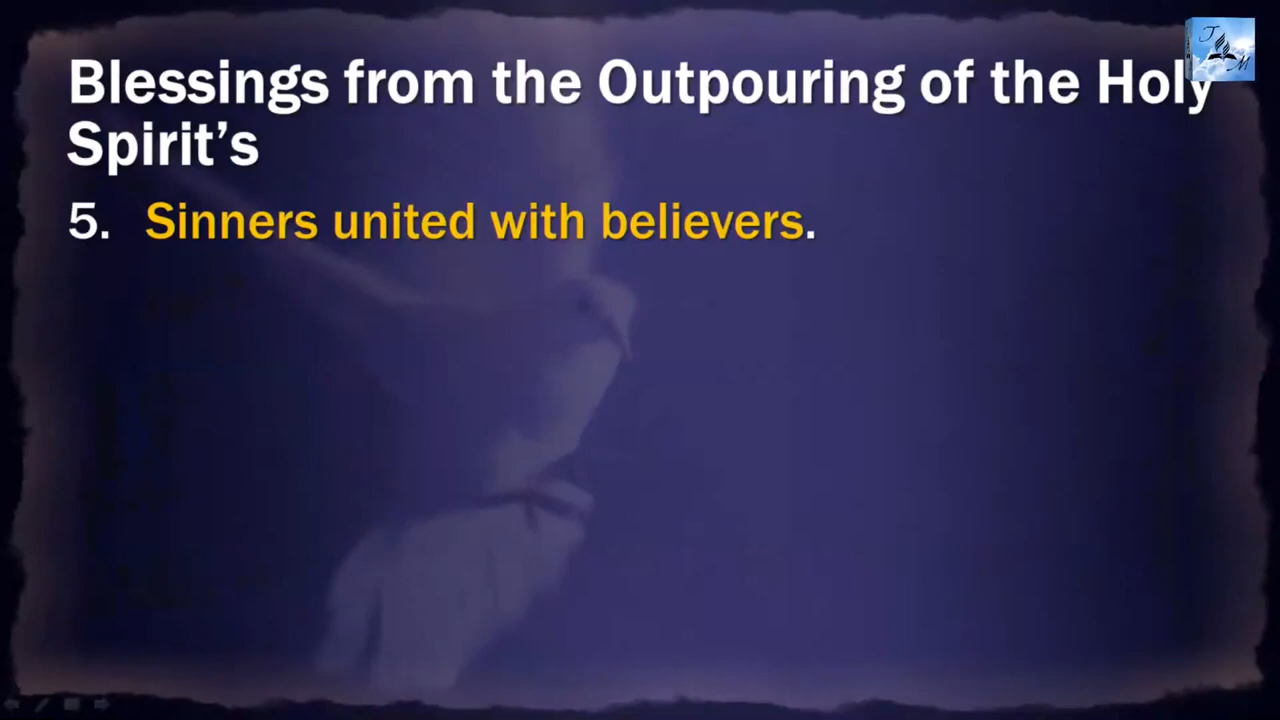 Blessings from the Outpouring of the Holy
Spirit’s
5. Sinners united with believers.
J
M